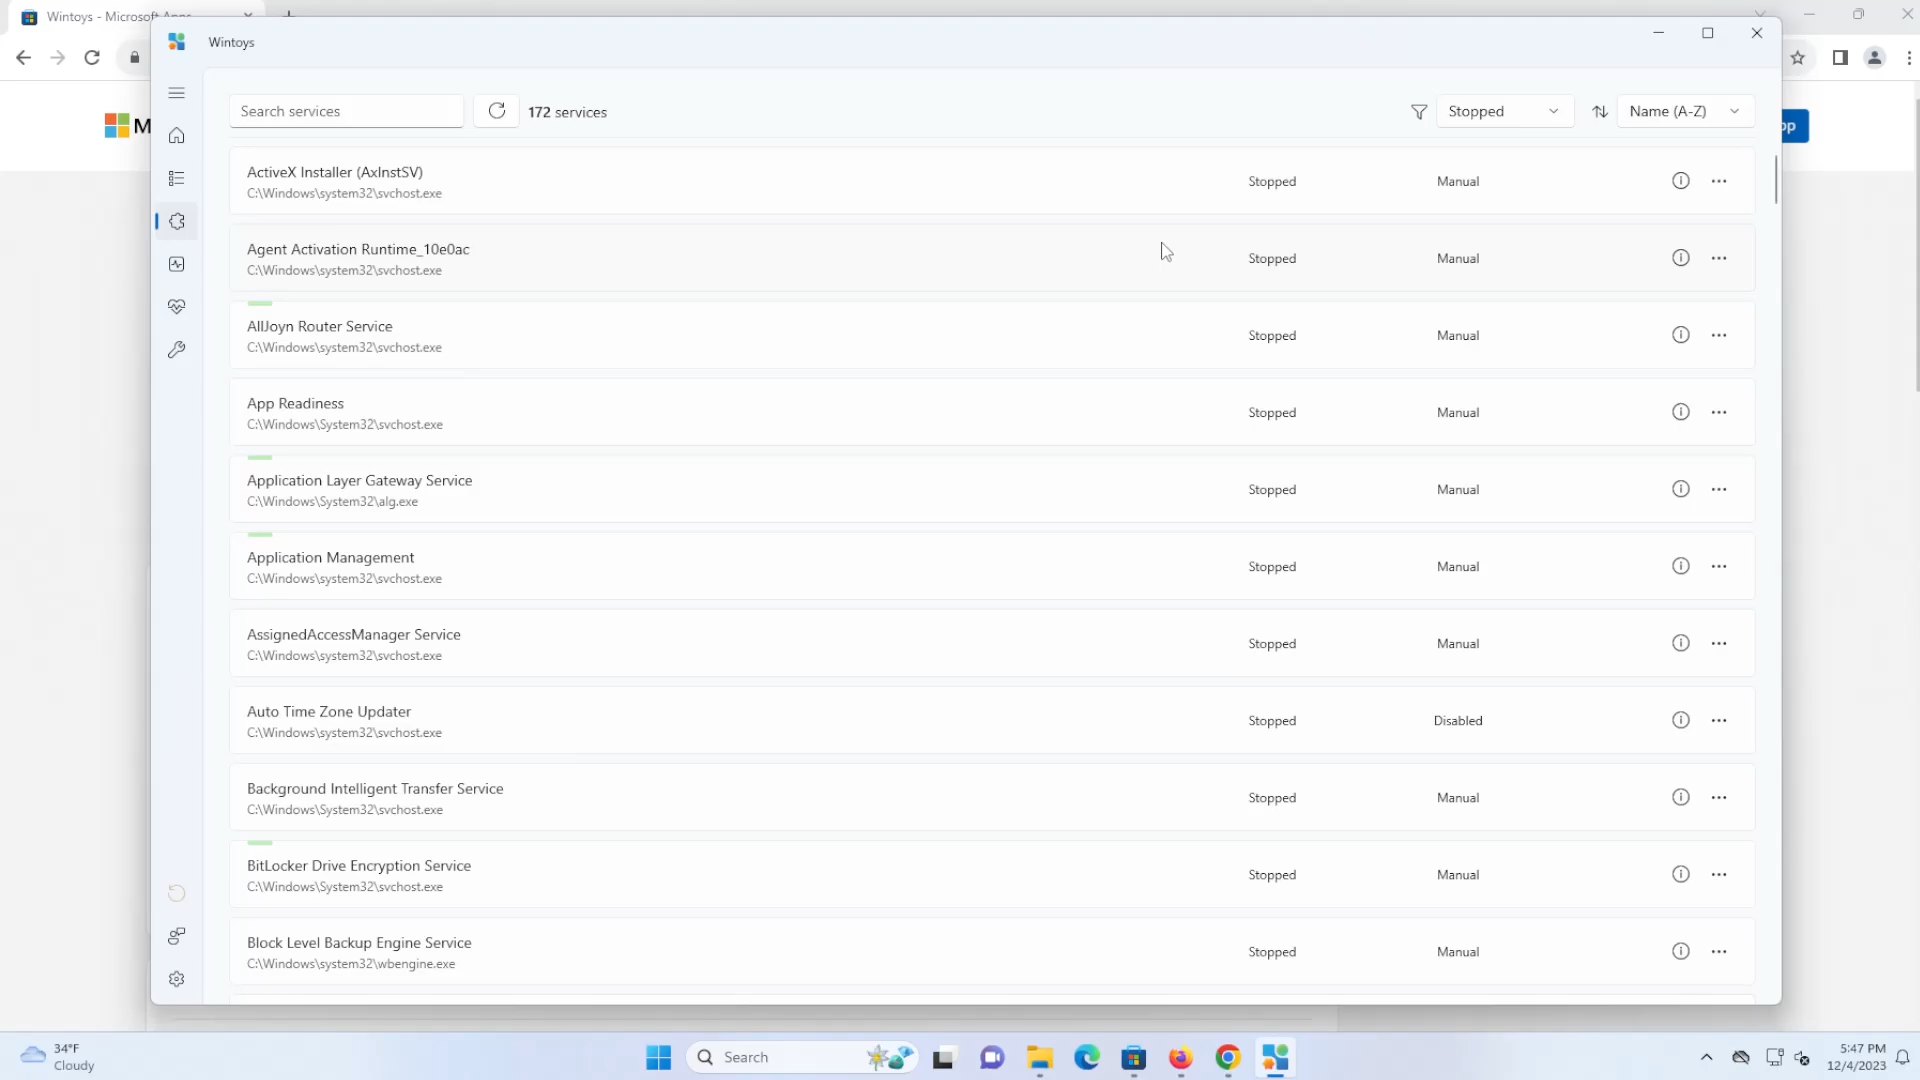 Wintoys - Microsoft Apps
Wintoys
M
pp
Search services
172 services
Stopped
Name (A-Z)
ActiveX Installer (AxInstSV)
C:\Windows\system32\svchost.exe
Stopped
Manual
Agent Activation Runtime_10e0ac
C:\Windows\system32\svchost.exe
Stopped
Manual
AllJoyn Router Service
C:\Windows\system32\svchost.exe
Stopped
Manual
App Readiness
C:\Windows\System32\svchost.exe
Stopped
Manual
Application Layer Gateway Service
C:\Windows\System32\alg.exe
Stopped
Manual
Application Management
C:\Windows\system32\svchost.exe
Stopped
Manual
AssignedAccessManager Service
C:\Windows\system32\svchost.exe
Stopped
Manual
Auto Time Zone Updater
C:\Windows\system32\svchost.exe
Stopped
Disabled
Background Intelligent Transfer Service
C:\Windows\System32\svchost.exe
Stopped
Manual
BitLocker Drive Encryption Service
C:\Windows\System32\svchost.exe
Stopped
Manual
Block Level Backup Engine Service
C:\Windows\system32\wbengine.exe
Stopped
Manual
34°F
Cloudy
Search
5:47 PM
12/4/2023